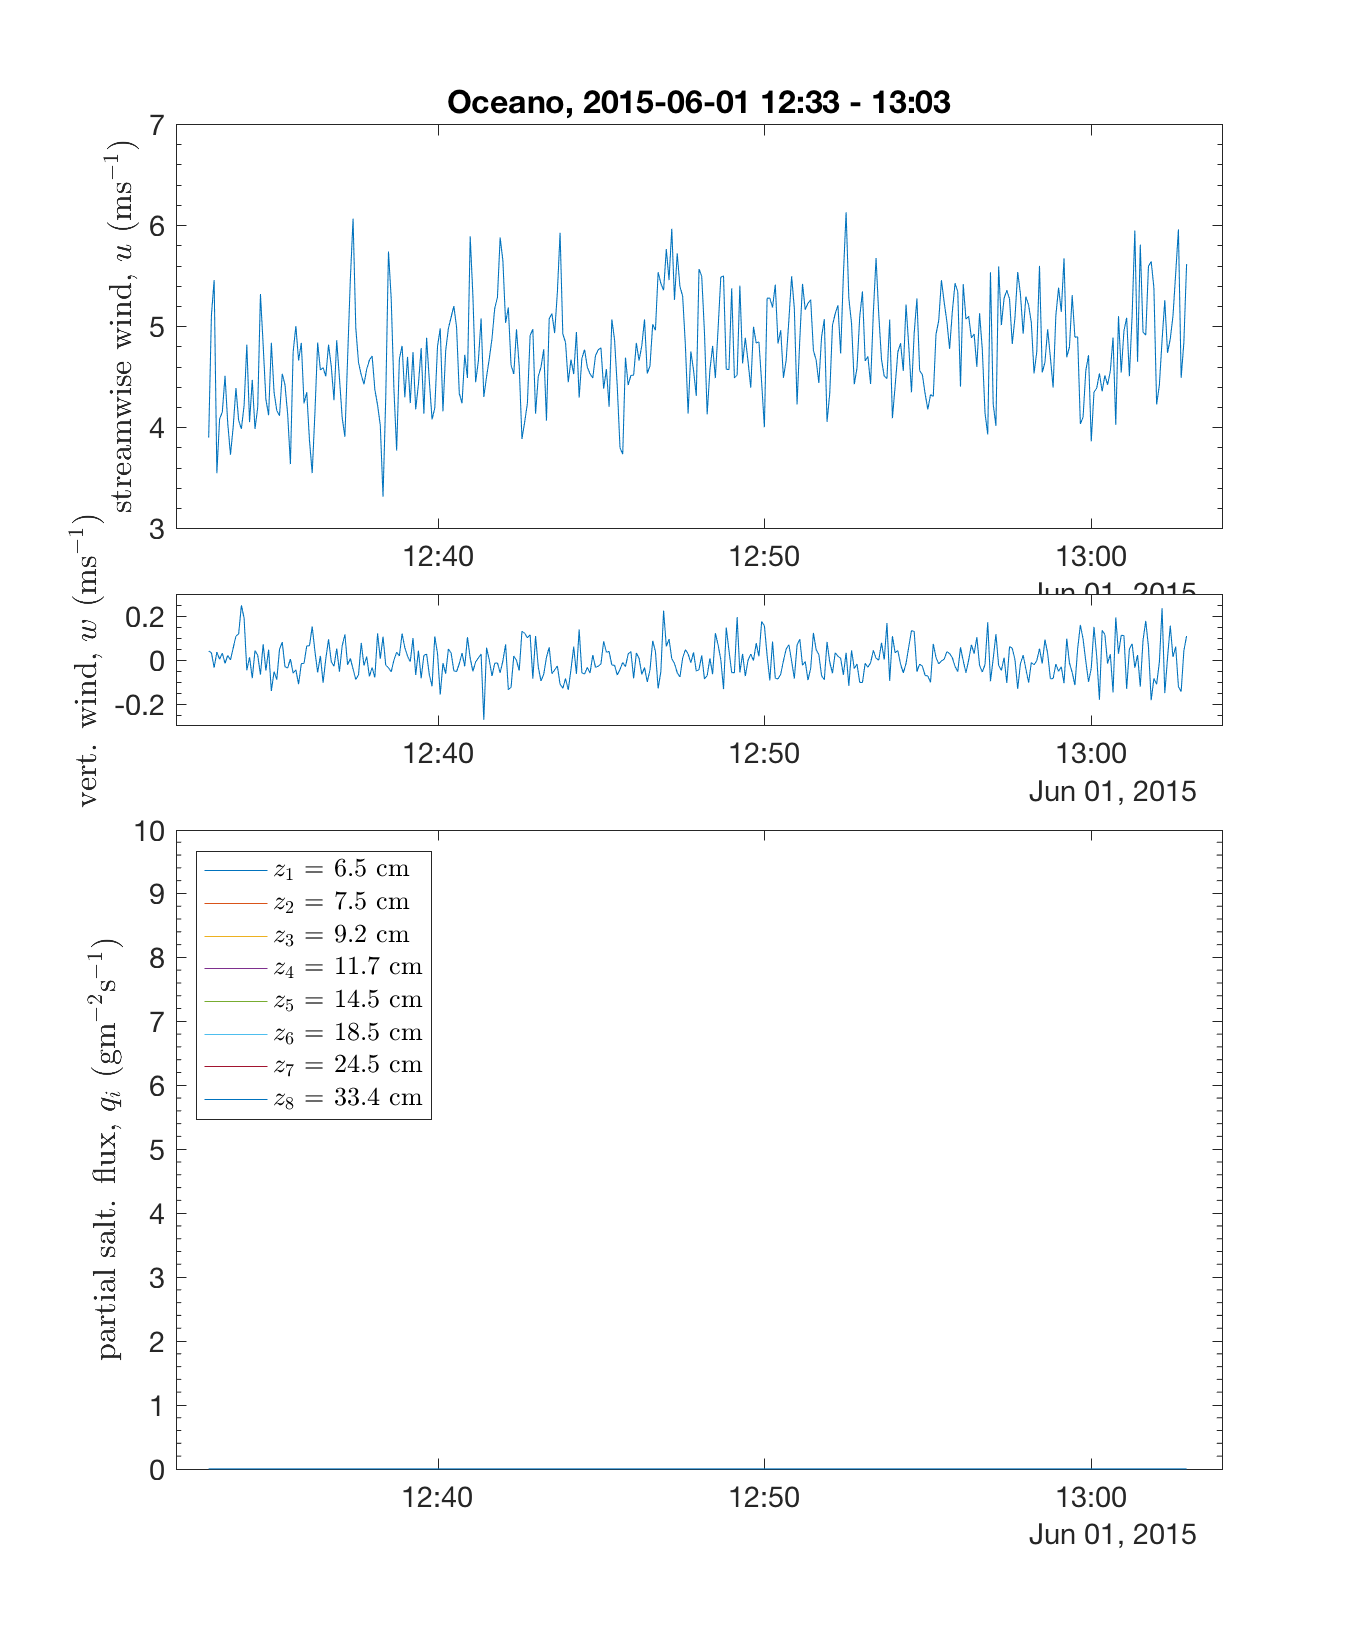 Oceano, 2015-06-01 12:33 - 13:03
streamwise wind, u (ms⁻¹)
7
6
5
4
3
12:40 12:50 13:00
Jun 01, 2015
vert. wind, w (ms⁻¹)
0.2
0
-0.2
12:40 12:50 13:00
Jun 01, 2015
partial salt. flux, qᵢ (gm⁻²s⁻¹)
10
9
8
7
6
5
4
3
2
1
0
z₁ = 6.5 cm
z₂ = 7.5 cm
z₃ = 9.2 cm
z₄ = 11.7 cm
z₅ = 14.5 cm
z₆ = 18.5 cm
z₇ = 24.5 cm
z₈ = 33.4 cm
12:40 12:50 13:00
Jun 01, 2015